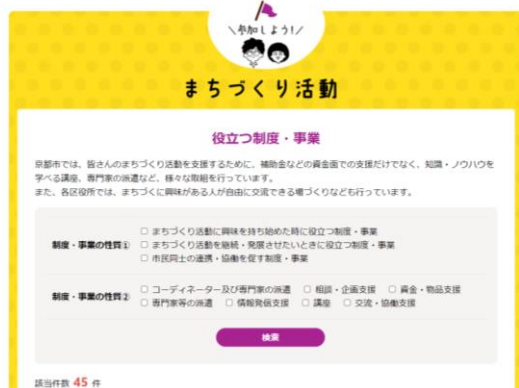 ＼参加しよう!／
まちづくり活動
役立つ制度・事業
京都市では、皆さんのまちづくり活動を支援するために、補助金などの資金面での支援だけでなく、知識・ノウハウを
学べる講座、専門家の派遣など、様々な取組を行っています。
また、各区役所では、まちづくに興味がある人が自由に交流できる場づくりなども行っています。
制度・事業の性質①
□ まちづくり活動に興味を持ち始めた時に役立つ制度・事業
□ まちづくり活動を継続・発展させたいときに役立つ制度・事業
□ 市民同士の連携・協働を促す制度・事業
制度・事業の性質②
□ コーディネーター及び専門家の派遣 □ 相談・企画支援 □ 資金・物品支援
□ 専門家等の派遣 □ 情報発信支援 □ 講座 □ 交流・協働支援
検索
該当件数 45 件